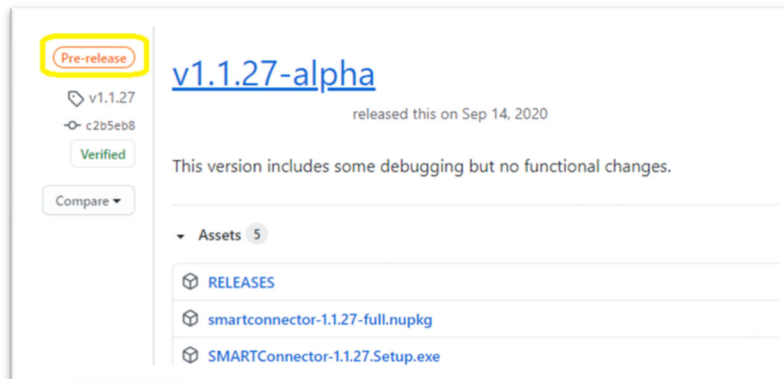 Pre-release
v1.1.27
c2b5eb8
Verified
Compare
v1.1.27-alpha
released this on Sep 14, 2020
This version includes some debugging but no functional changes.
Assets 5
RELEASES
smartconnector-1.1.27-full.nupkg
SMARTConnector-1.1.27.Setup.exe